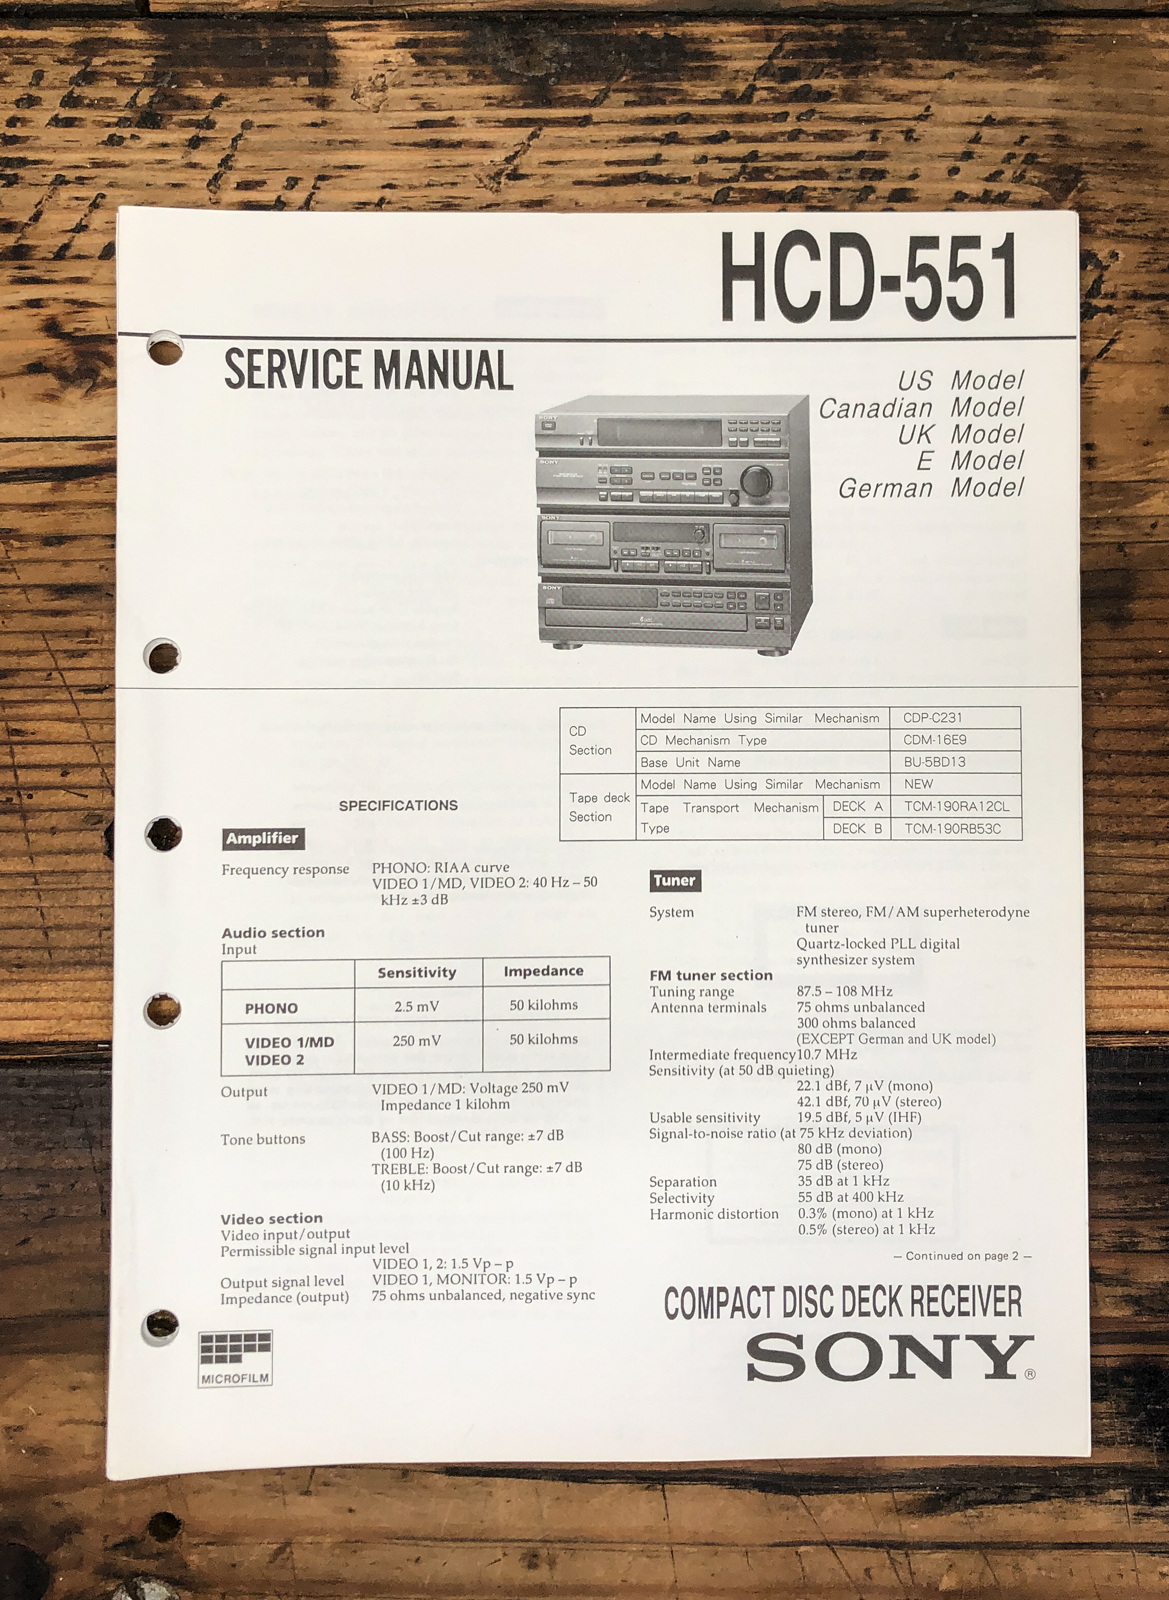 HCD-551
SERVICE MANUAL
US Model
Canadian Model
UK Model
E Model
German Model
SONY
SONY
SONY
SONY
CD Section
Model Name Using Similar Mechanism CDP-C231
CD Mechanism Type CDM-16E9
Base Unit Name BU-5BD13
Tape deck Section
Model Name Using Similar Mechanism NEW
Tape Transport Mechanism Type
DECK A TCM-190RA12CL
DECK B TCM-190RB53C
SPECIFICATIONS
Amplifier
Frequency response PHONO: RIAA curve
VIDEO 1/MD, VIDEO 2: 40 Hz – 50
kHz ±3 dB
Audio section
Input
Sensitivity Impedance
PHONO 2.5 mV 50 kilohms
VIDEO 1/MD 250 mV 50 kilohms
VIDEO 2
Output VIDEO 1/MD: Voltage 250 mV
Impedance 1 kilohm
Tone buttons BASS: Boost/Cut range: ±7 dB
(100 Hz)
TREBLE: Boost/Cut range: ±7 dB
(10 kHz)
Video section
Video input/output
Permissible signal input level
VIDEO 1, 2: 1.5 Vp – p
Output signal level VIDEO 1, MONITOR: 1.5 Vp – p
Impedance (output) 75 ohms unbalanced, negative sync
Tuner
System FM stereo, FM/AM superheterodyne
tuner
Quartz-locked PLL digital
synthesizer system
FM tuner section
Tuning range 87.5 – 108 MHz
Antenna terminals 75 ohms unbalanced
300 ohms balanced
(EXCEPT German and UK model)
Intermediate frequency 10.7 MHz
Sensitivity (at 50 dB quieting)
22.1 dBf, 7 µV (mono)
42.1 dBf, 70 µV (stereo)
Usable sensitivity 19.5 dBf, 5 µV (IHF)
Signal-to-noise ratio (at 75 kHz deviation)
80 dB (mono)
75 dB (stereo)
Separation 35 dB at 1 kHz
Selectivity 55 dB at 400 kHz
Harmonic distortion 0.3% (mono) at 1 kHz
0.5% (stereo) at 1 kHz
– Continued on page 2 –
COMPACT DISC DECK RECEIVER
SONY®
MICROFILM